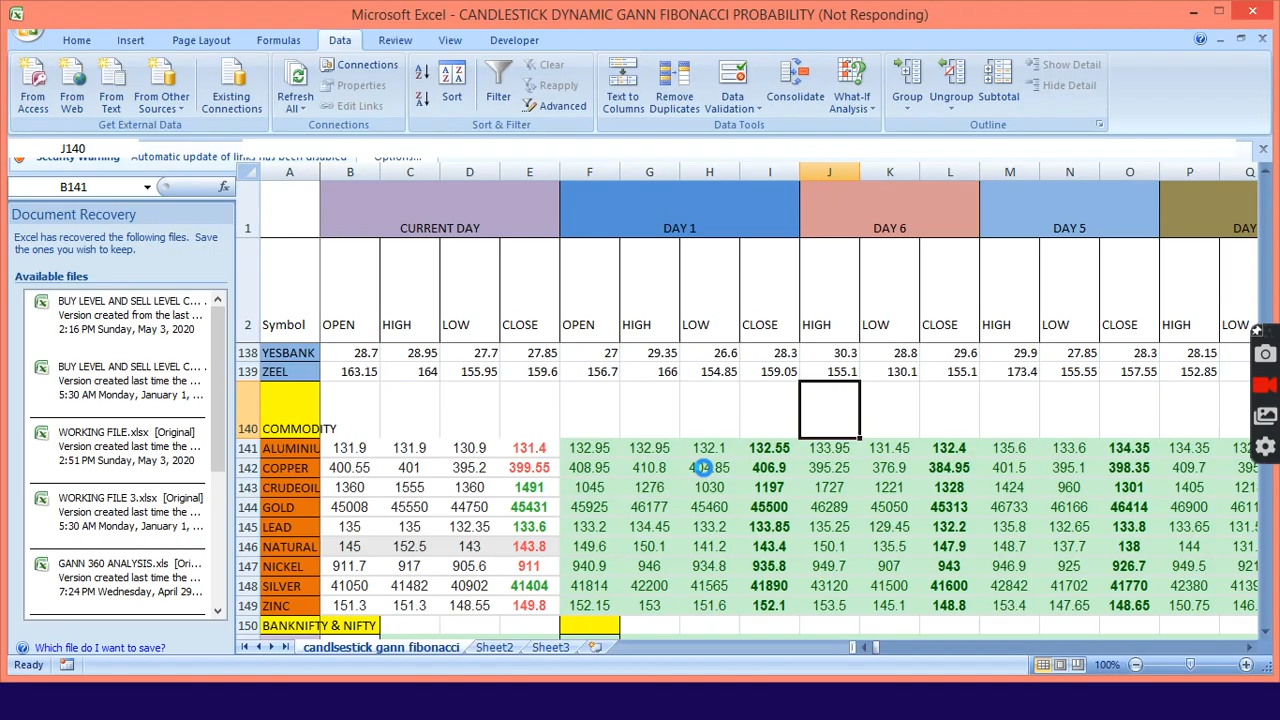 Microsoft Excel - CANDLESTICK DYNAMIC GANN FIBONACCI PROBABILITY (Not Responding)
Home Insert Page Layout Formulas Data Review View Developer
From Access From Web From Text From Other Sources Existing Connections
Get External Data
Refresh All Connections Properties Edit Links
Connections
Sort Filter Clear Reapply Advanced
Sort & Filter
Text to Columns Remove Duplicates Data Validation Consolidate What-If Analysis
Data Tools
Group Ungroup Subtotal Show Detail Hide Detail
Outline
J140
Security Warning Automatic update of links has been disabled Options...
B141 fx
Document Recovery
Excel has recovered the following files. Save the ones you wish to keep.
Available files
BUY LEVEL AND SELL LEVEL C...
Version created from the last ...
2:16 PM Sunday, May 3, 2020
BUY LEVEL AND SELL LEVEL C...
Version created last time the ...
5:30 AM Monday, January 1, ...
WORKING FILE.xlsx [Original]
Version created last time the ...
2:51 PM Sunday, May 3, 2020
WORKING FILE 3.xlsx [Original]
Version created last time the ...
5:30 AM Monday, January 1, ...
GANN 360 ANALYSIS.xls [Ori...
Version created last time the ...
7:24 PM Wednesday, April 29...
Which file do I want to save?
A B C D E F G H I J K L M N O P Q
1 CURRENT DAY DAY 1 DAY 6 DAY 5 DAY
2 Symbol OPEN HIGH LOW CLOSE OPEN HIGH LOW CLOSE HIGH LOW CLOSE HIGH LOW CLOSE HIGH LOW
138 YESBANK 28.7 28.95 27.7 27.85 27 29.35 26.6 28.3 30.3 28.8 29.6 29.9 27.85 28.3 28.15
139 ZEEL 163.15 164 155.95 159.6 156.7 166 154.85 159.05 155.1 130.1 155.1 173.4 155.55 157.55 152.85
140 COMMODITY
141 ALUMINIU 131.9 131.9 130.9 131.4 132.95 132.95 132.1 132.55 133.95 131.45 132.4 135.6 133.6 134.35 134.35 133
142 COPPER 400.55 401 395.2 399.55 408.95 410.8 406.9 395.25 376.9 384.95 401.5 395.1 398.35 409.7 395
143 CRUDEOIL 1360 1555 1360 1491 1045 1276 1030 1197 1727 1221 1328 1424 960 1301 1405 121
144 GOLD 45008 45550 44750 45431 45925 46177 45460 45500 46289 45050 45313 46733 46166 46414 46900 461
145 LEAD 135 135 132.35 133.6 133.2 134.45 133.2 133.85 135.25 129.45 132.2 135.8 132.65 133.8 133.65 131.
146 NATURAL 145 152.5 143 143.8 149.6 150.1 141.2 143.4 150.1 135.5 147.9 148.7 137.7 138 144 131.
147 NICKEL 911.7 917 905.6 911 940.9 946 934.8 935.8 949.7 907 943 946.9 925 926.7 949.5
148 SILVER 41050 41482 40902 41404 41814 42200 41565 41890 43120 41500 41600 42842 41702 41770 42380
149 ZINC 151.3 151.3 148.55 149.8 152.15 153 151.6 152.1 153.5 145.1 148.8 153.4 147.65 148.65 150.75 146.
150 BANKNIFTY & NIFTY
candlsestick gann fibonacci Sheet2 Sheet3
Ready 100%